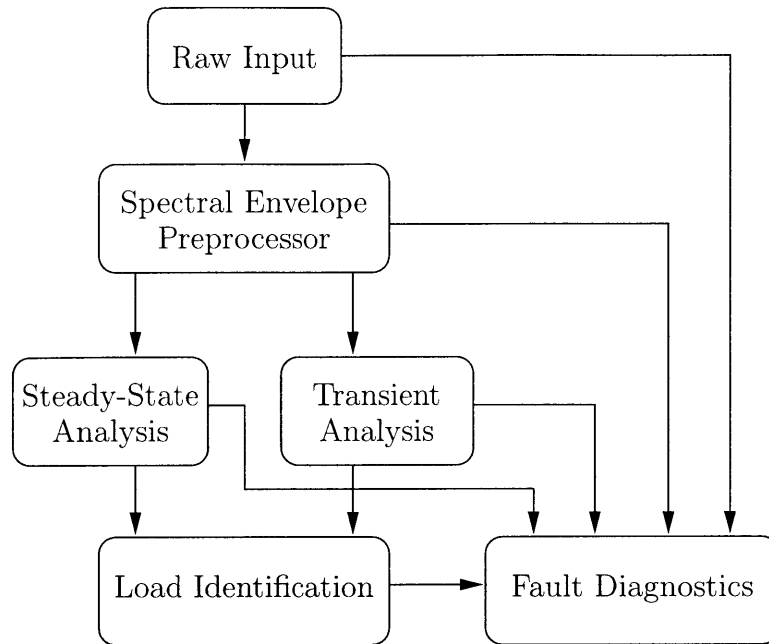 Raw Input
Spectral Envelope
Preprocessor
Steady-State
Analysis
Transient
Analysis
Load Identification
Fault Diagnostics